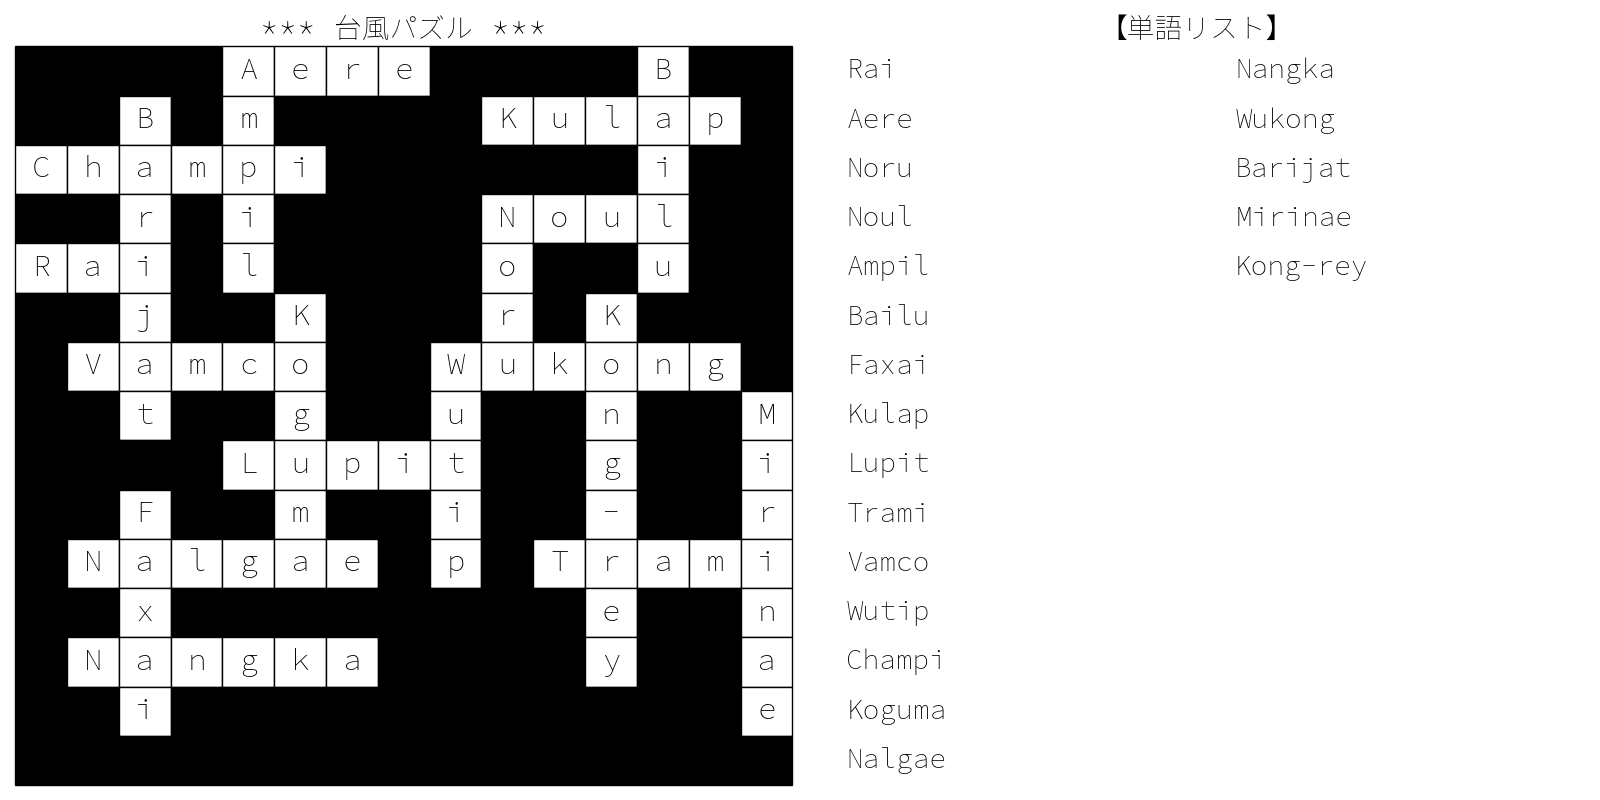 *** 台風パズル ***
【単語リスト】
A e r e B
B m K u l a p
C h a m p i i
r i N o u l
R a i l o u
j K r K
V a m c o W u k o n g
t g u n M
L u p i t g i
F m i - r
N a l g a e p T r a m i
x e n
N a n g k a y a
i e
Rai
Aere
Noru
Noul
Ampil
Bailu
Faxai
Kulap
Lupit
Trami
Vamco
Wutip
Champi
Koguma
Nalgae
Nangka
Wukong
Barijat
Mirinae
Kong-rey